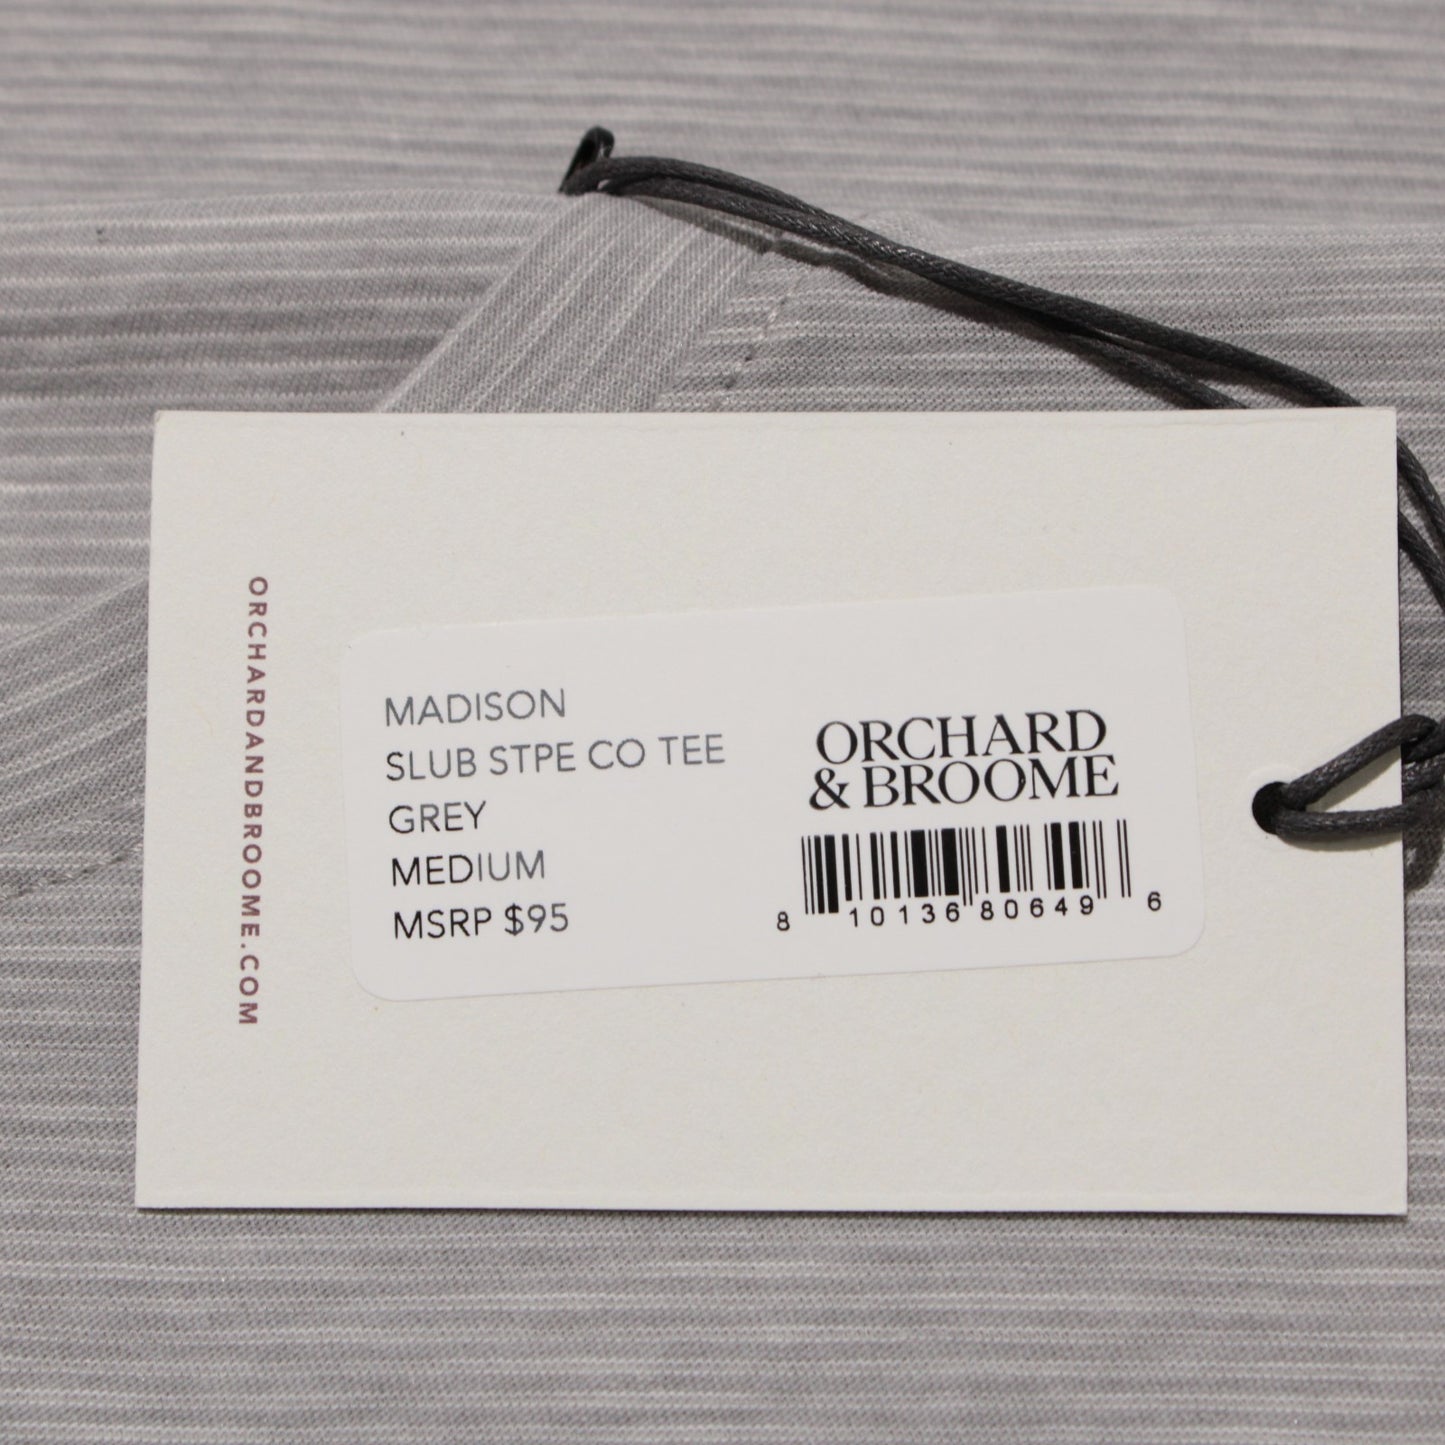 ORCHARDANDBROOME.COM
MADISON
SLUB STPE CO TEE
GREY
MEDIUM
MSRP $95
ORCHARD
& BROOME
8 10136 80649 6